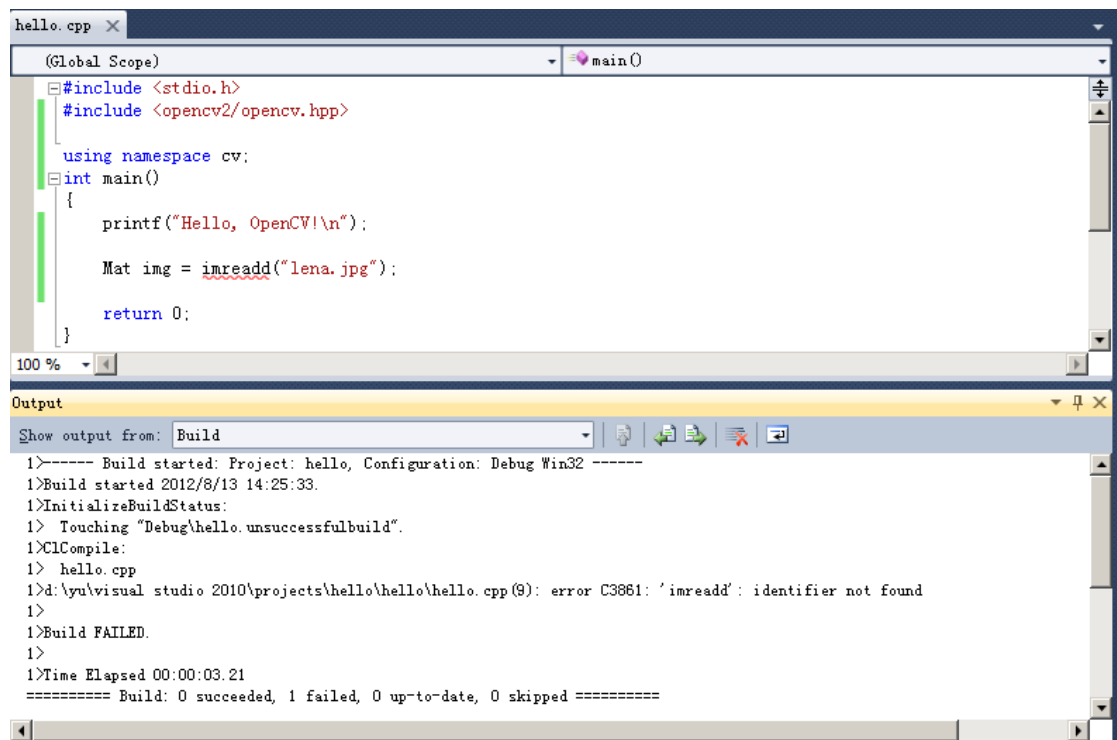 hello.cpp
(Global Scope)
main()
#include <stdio.h>
#include <opencv2/opencv.hpp>
using namespace cv;
int main()
{
printf("Hello, OpenCV!\n");
Mat img = imreadd("lena.jpg");
return 0;
}
100 %
Output
Show output from: Build
1>------ Build started: Project: hello, Configuration: Debug Win32 ------
1>Build started 2012/8/13 14:25:33.
1>InitializeBuildStatus:
1>  Touching "Debug\hello.unsuccessfulbuild".
1>ClCompile:
1>  hello.cpp
1>d:\yu\visual studio 2010\projects\hello\hello\hello.cpp(9): error C3861: 'imreadd': identifier not found
1>
1>Build FAILED.
1>
1>Time Elapsed 00:00:03.21
========== Build: 0 succeeded, 1 failed, 0 up-to-date, 0 skipped ==========